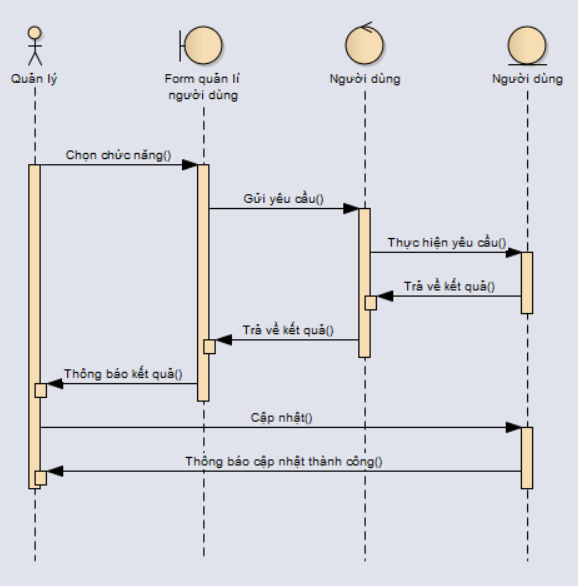 Quản lý
Form quản lí
người dùng
Người dùng
Người dùng
Chọn chức năng()
Gửi yêu cầu()
Thực hiện yêu cầu()
Trả về kết quả()
Trả về kết quả()
Thông báo kết quả()
Cập nhật()
Thông báo cập nhật thành công()